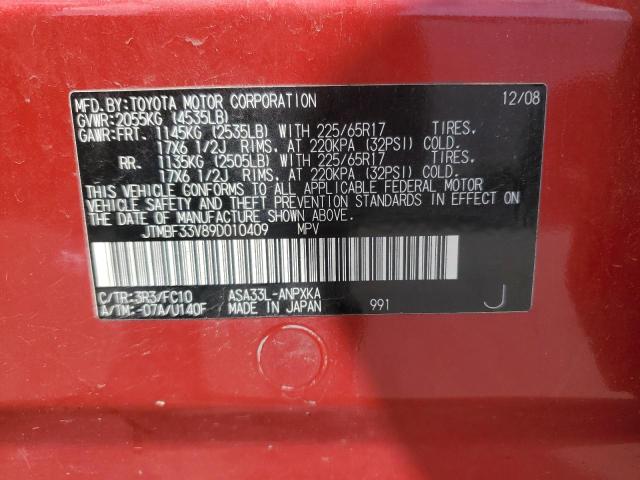 MFD.BY:TOYOTA MOTOR CORPORATION 12/08
GVWR:2055KG (4535LB)
GAWR:FRT. 1145KG (2535LB) WITH 225/65R17 TIRES.
17X6 1/2J RIMS. AT 220KPA (32PSI) COLD.
RR. 1135KG (2505LB) WITH 225/65R17 TIRES.
17X6 1/2J RIMS. AT 220KPA (32PSI) COLD.
THIS VEHICLE CONFORMS TO ALL APPLICABLE FEDERAL MOTOR
VEHICLE SAFETY AND THEFT PREVENTION STANDARDS IN EFFECT ON
THE DATE OF MANUFACTURE SHOWN ABOVE.
JTMBF33V89D010409 MPV
C/TR:3R3/FC10 ASA33L-ANPXKA
A/TM:-07A/U140F MADE IN JAPAN 991 J